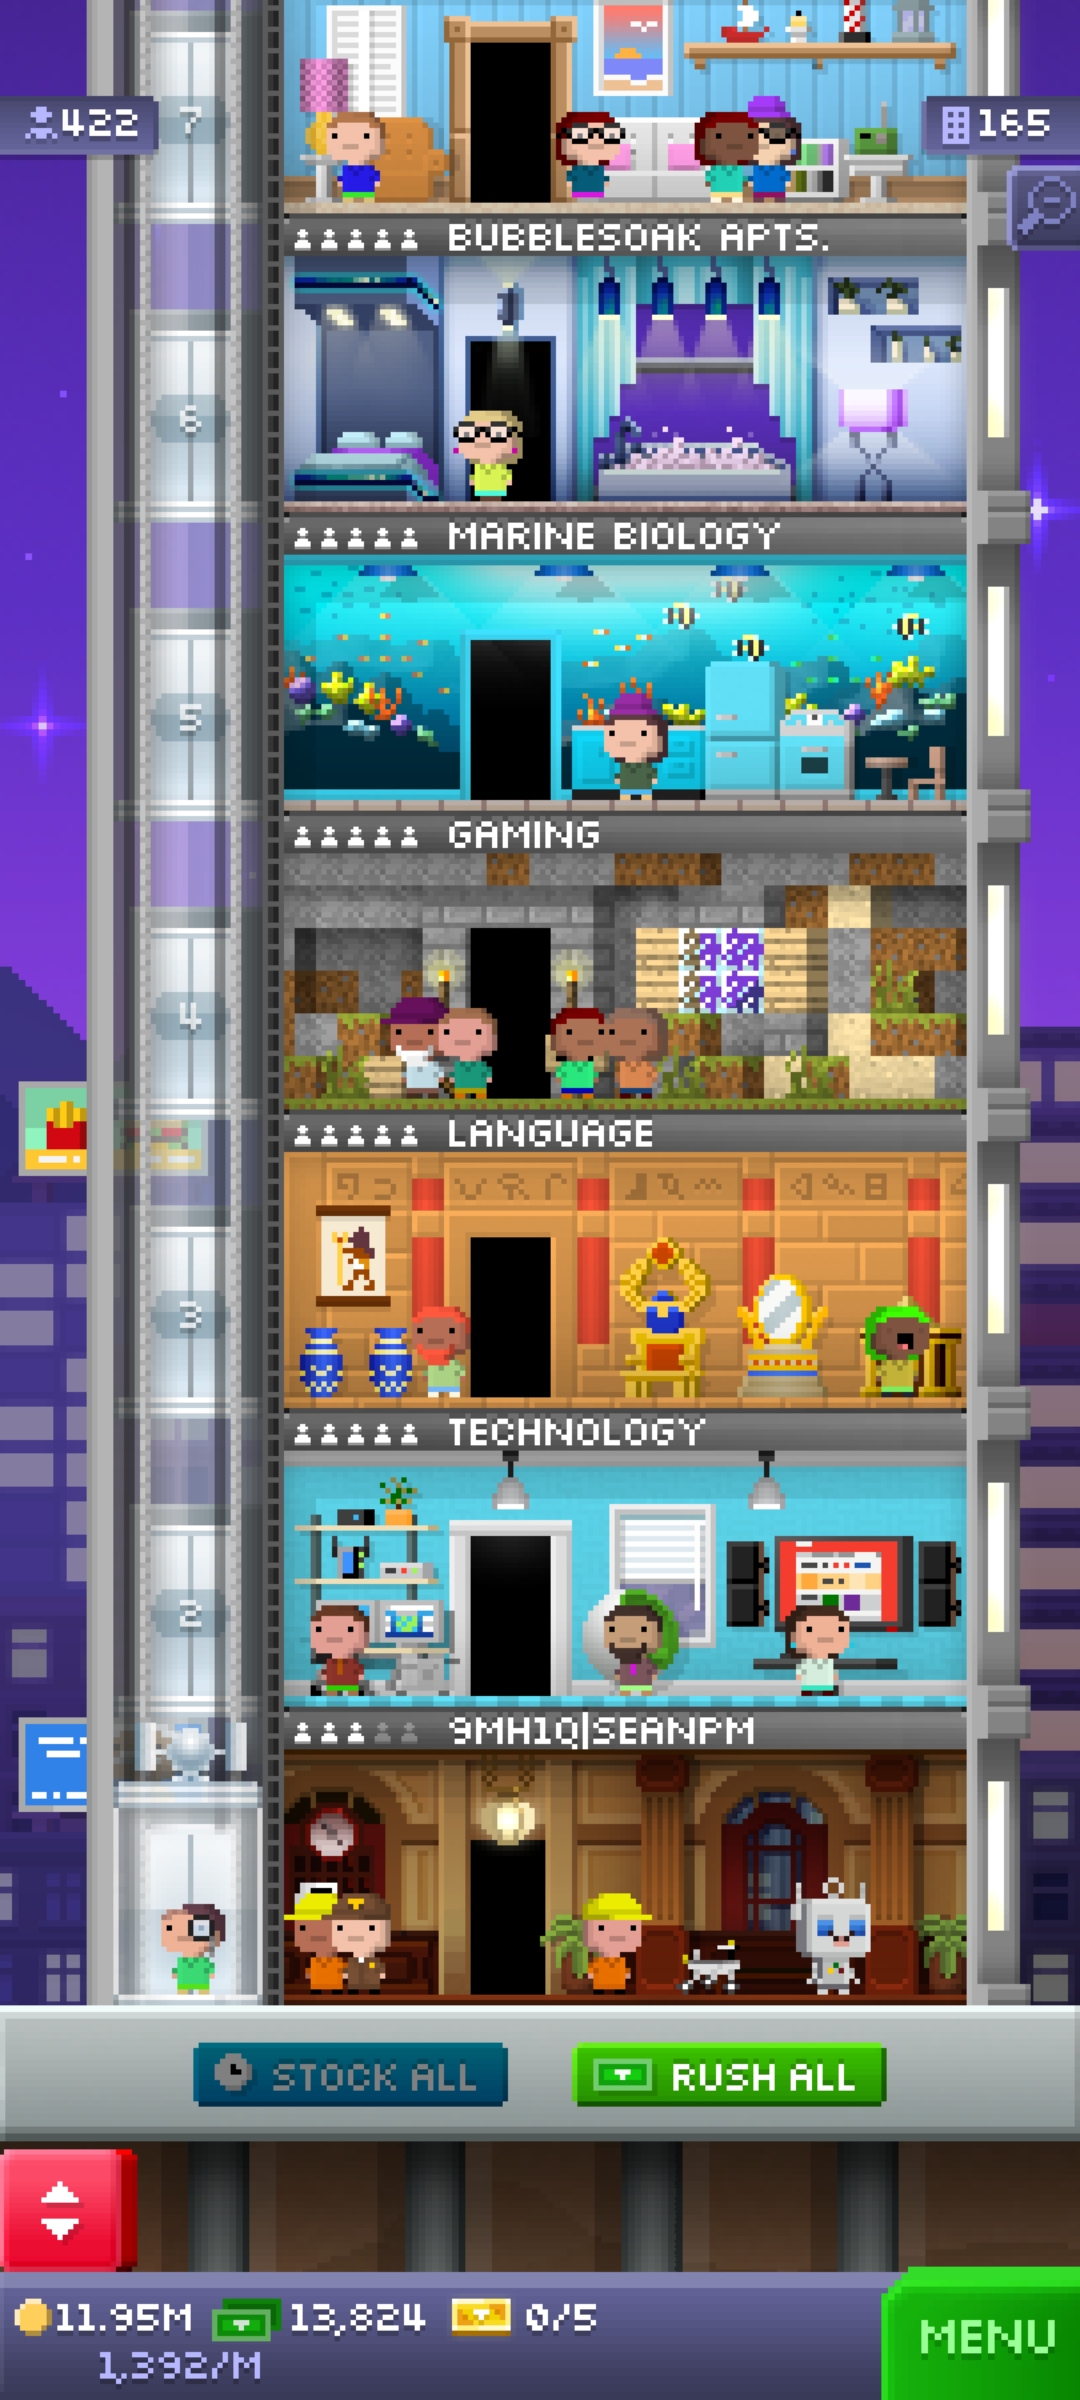 422
7
165
BUBBLESOAK APTS.
6
MARINE BIOLOGY
5
GAMING
4
LANGUAGE
3
TECHNOLOGY
2
9MH1Q|SEANPM
STOCK ALL
RUSH ALL
11.95M
13,824
0/5
1,392/M
MENU